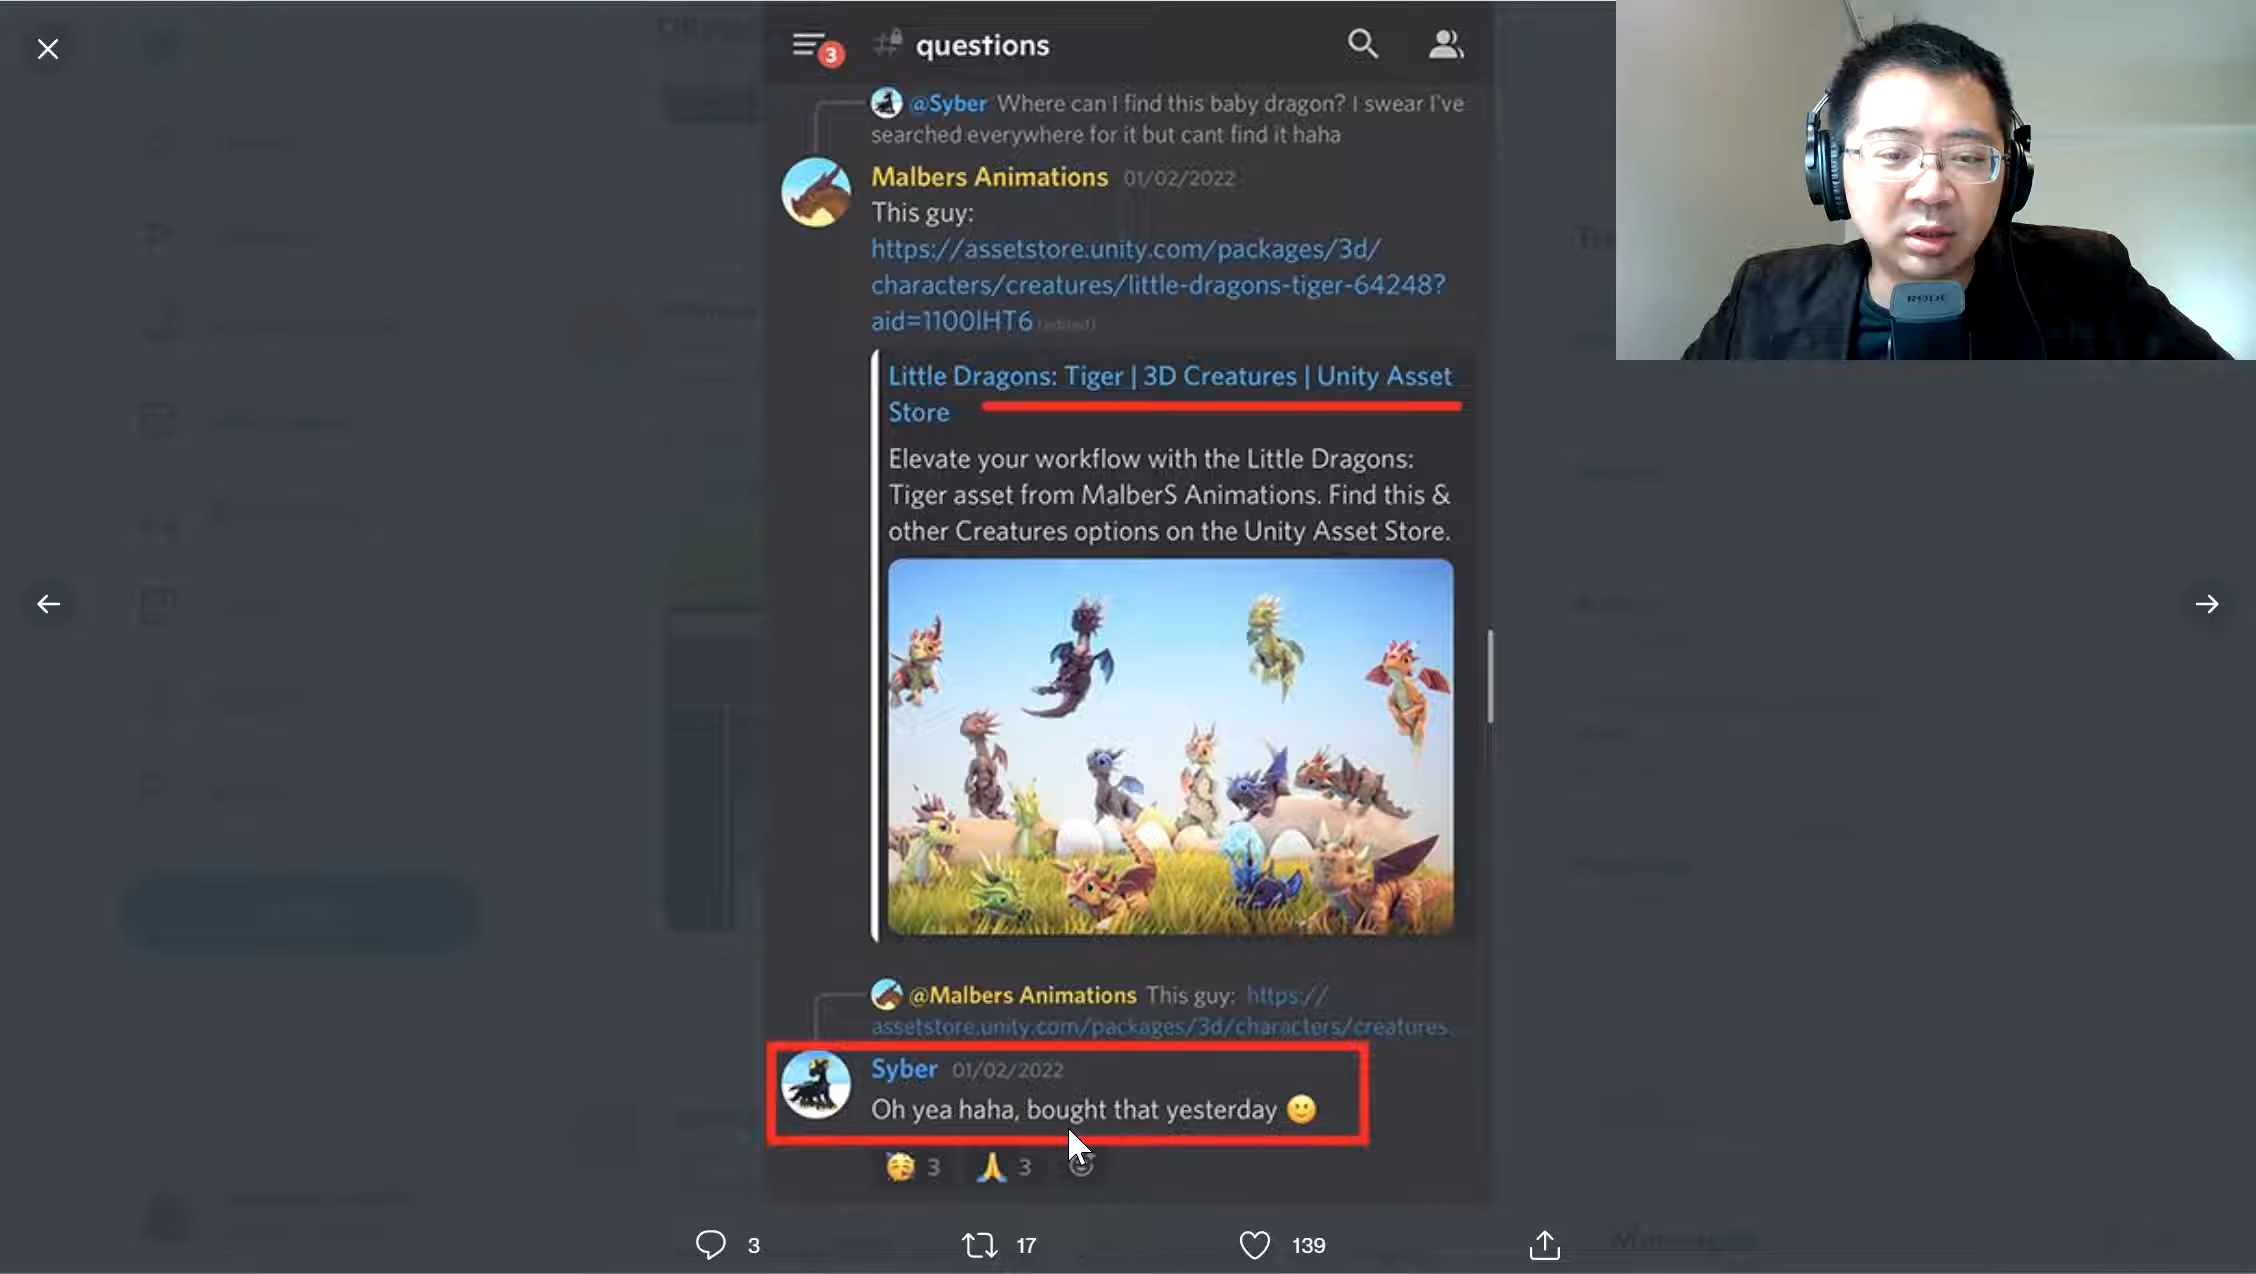 3
questions
@Syber Where can I find this baby dragon? I swear I've
searched everywhere for it but cant find it haha
Malbers Animations 01/02/2022
This guy:
https://assetstore.unity.com/packages/3d/
characters/creatures/little-dragons-tiger-64248?
aid=1100lHT6 (edited)
Little Dragons: Tiger | 3D Creatures | Unity Asset
Store
Elevate your workflow with the Little Dragons:
Tiger asset from MalberS Animations. Find this &
other Creatures options on the Unity Asset Store.
@Malbers Animations This guy: https://
assetstore.unity.com/packages/3d/characters/creatures...
Syber 01/02/2022
Oh yea haha, bought that yesterday
3 3
3 17 139
RODE